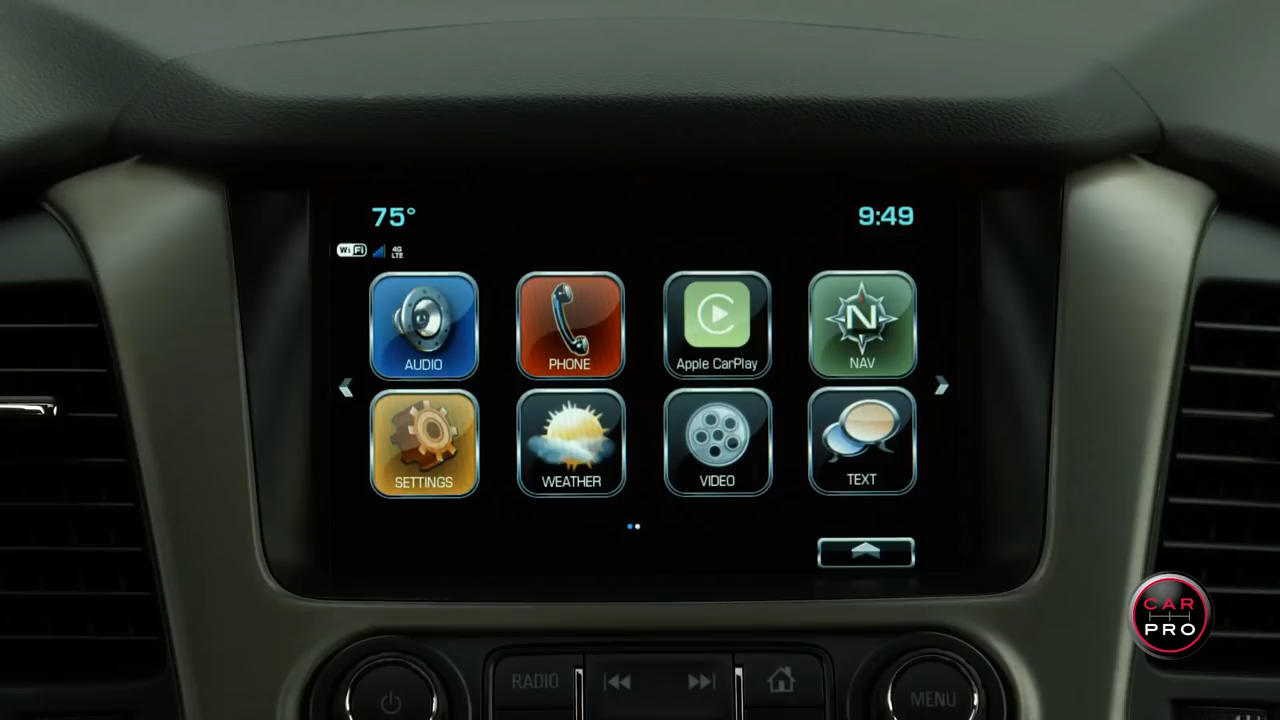 75°
9:49
WiFi
4G
LTE
AUDIO
PHONE
Apple CarPlay
N
NAV
SETTINGS
WEATHER
VIDEO
TEXT
CAR
PRO
RADIO
MENU